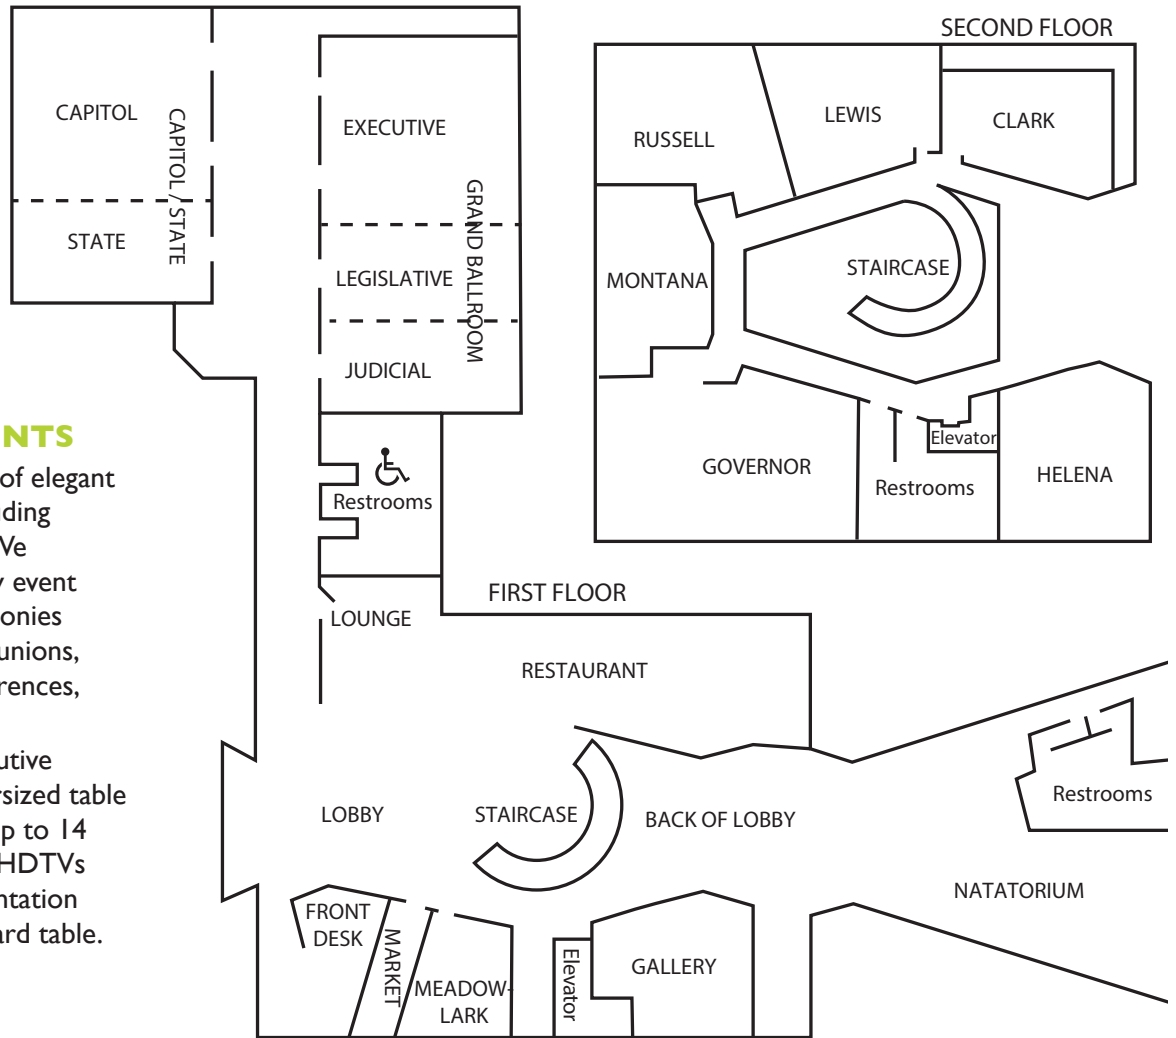 SECOND FLOOR
CAPITOL
CAPITOL / STATE
STATE
EXECUTIVE
GRAND BALLROOM
LEGISLATIVE
JUDICIAL
Restrooms
RUSSELL
LEWIS
CLARK
MONTANA
STAIRCASE
GOVERNOR
Restrooms
Elevator
HELENA
NTS
of elegant
ding
We
event
onies
unions,
rences,
utive
rsized table
up to 14
HDTVs
ntation
ard table.
FIRST FLOOR
LOUNGE
RESTAURANT
LOBBY
STAIRCASE
BACK OF LOBBY
Restrooms
NATATORIUM
FRONT
DESK
MARKET
MEADOW-
LARK
Elevator
GALLERY